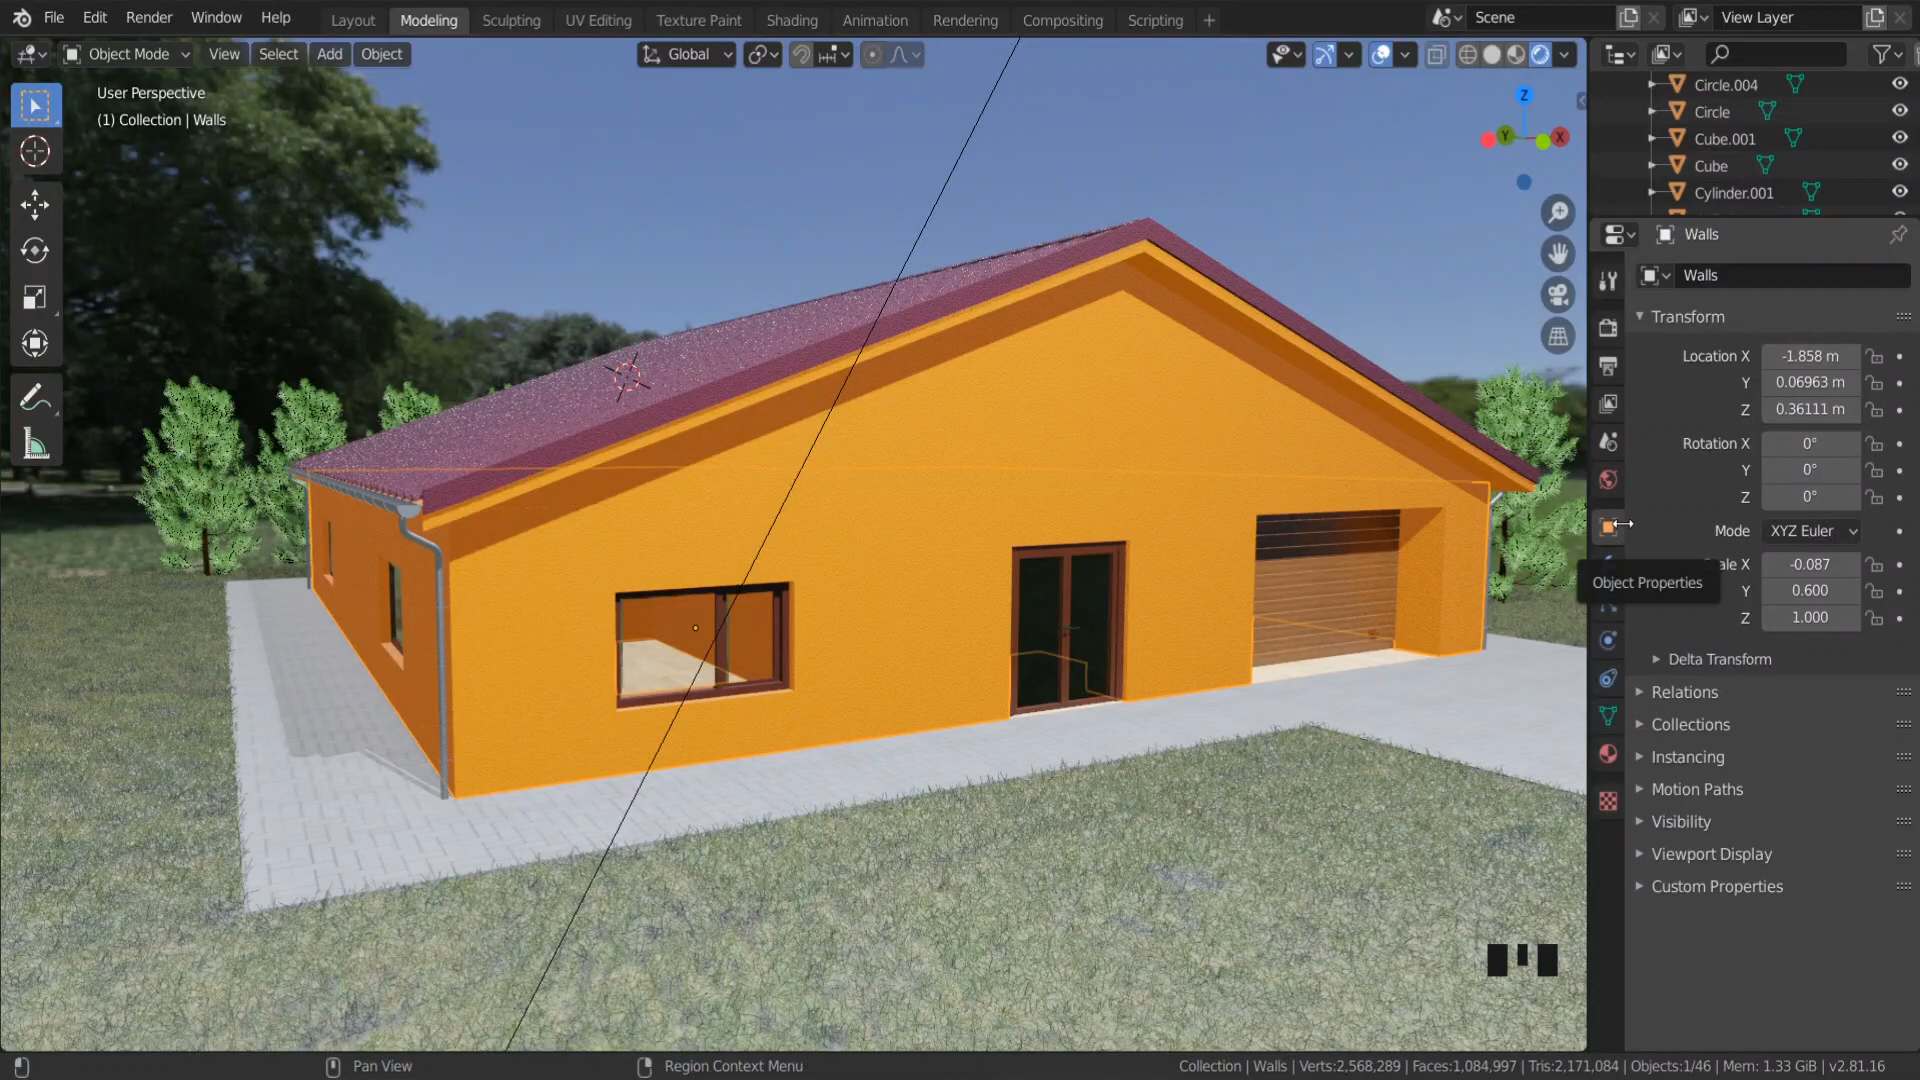 File Edit Render Window Help
Layout Modeling Sculpting UV Editing Texture Paint Shading Animation Rendering Compositing Scripting +
Scene
View Layer
Object Mode View Select Add Object
Global
User Perspective
(1) Collection | Walls
Z
Y
X
Circle.004
Circle
Cube.001
Cube
Cylinder.001
Walls
Walls
Transform
Location X -1.858 m
Y 0.06963 m
Z 0.36111 m
Rotation X 0°
Y 0°
Z 0°
Mode XYZ Euler
ale X -0.087
Y 0.600
Z 1.000
Object Properties
Delta Transform
Relations
Collections
Instancing
Motion Paths
Visibility
Viewport Display
Custom Properties
Pan View
Region Context Menu
Collection | Walls | Verts:2,568,289 | Faces:1,084,997 | Tris:2,171,084 | Objects:1/46 | Mem: 1.33 GiB | v2.81.16